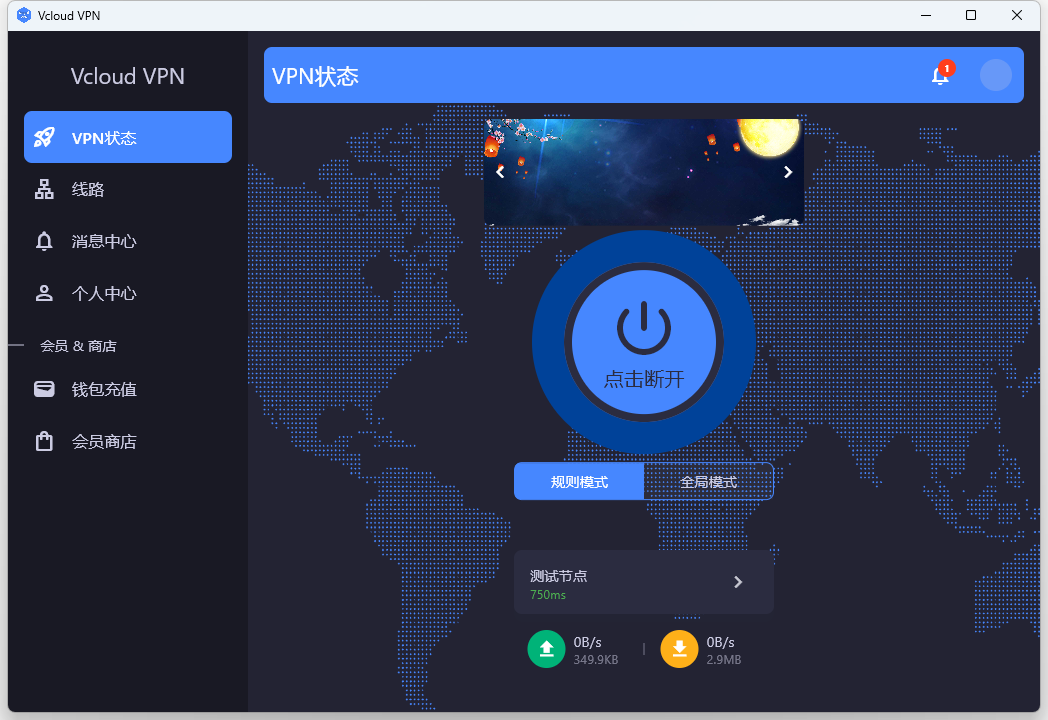 Vcloud VPN
Vcloud VPN
VPN状态
线路
消息中心
个人中心
会员 & 商店
钱包充值
会员商店
VPN状态
1
点击断开
规则模式
全局模式
测试节点
750ms
0B/s
349.9KB
|
0B/s
2.9MB